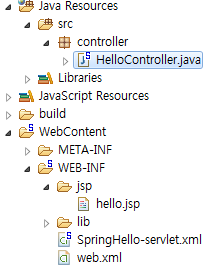 Java Resources
src
controller
HelloController.java
Libraries
JavaScript Resources
build
WebContent
META-INF
WEB-INF
jsp
hello.jsp
lib
SpringHello-servlet.xml
web.xml